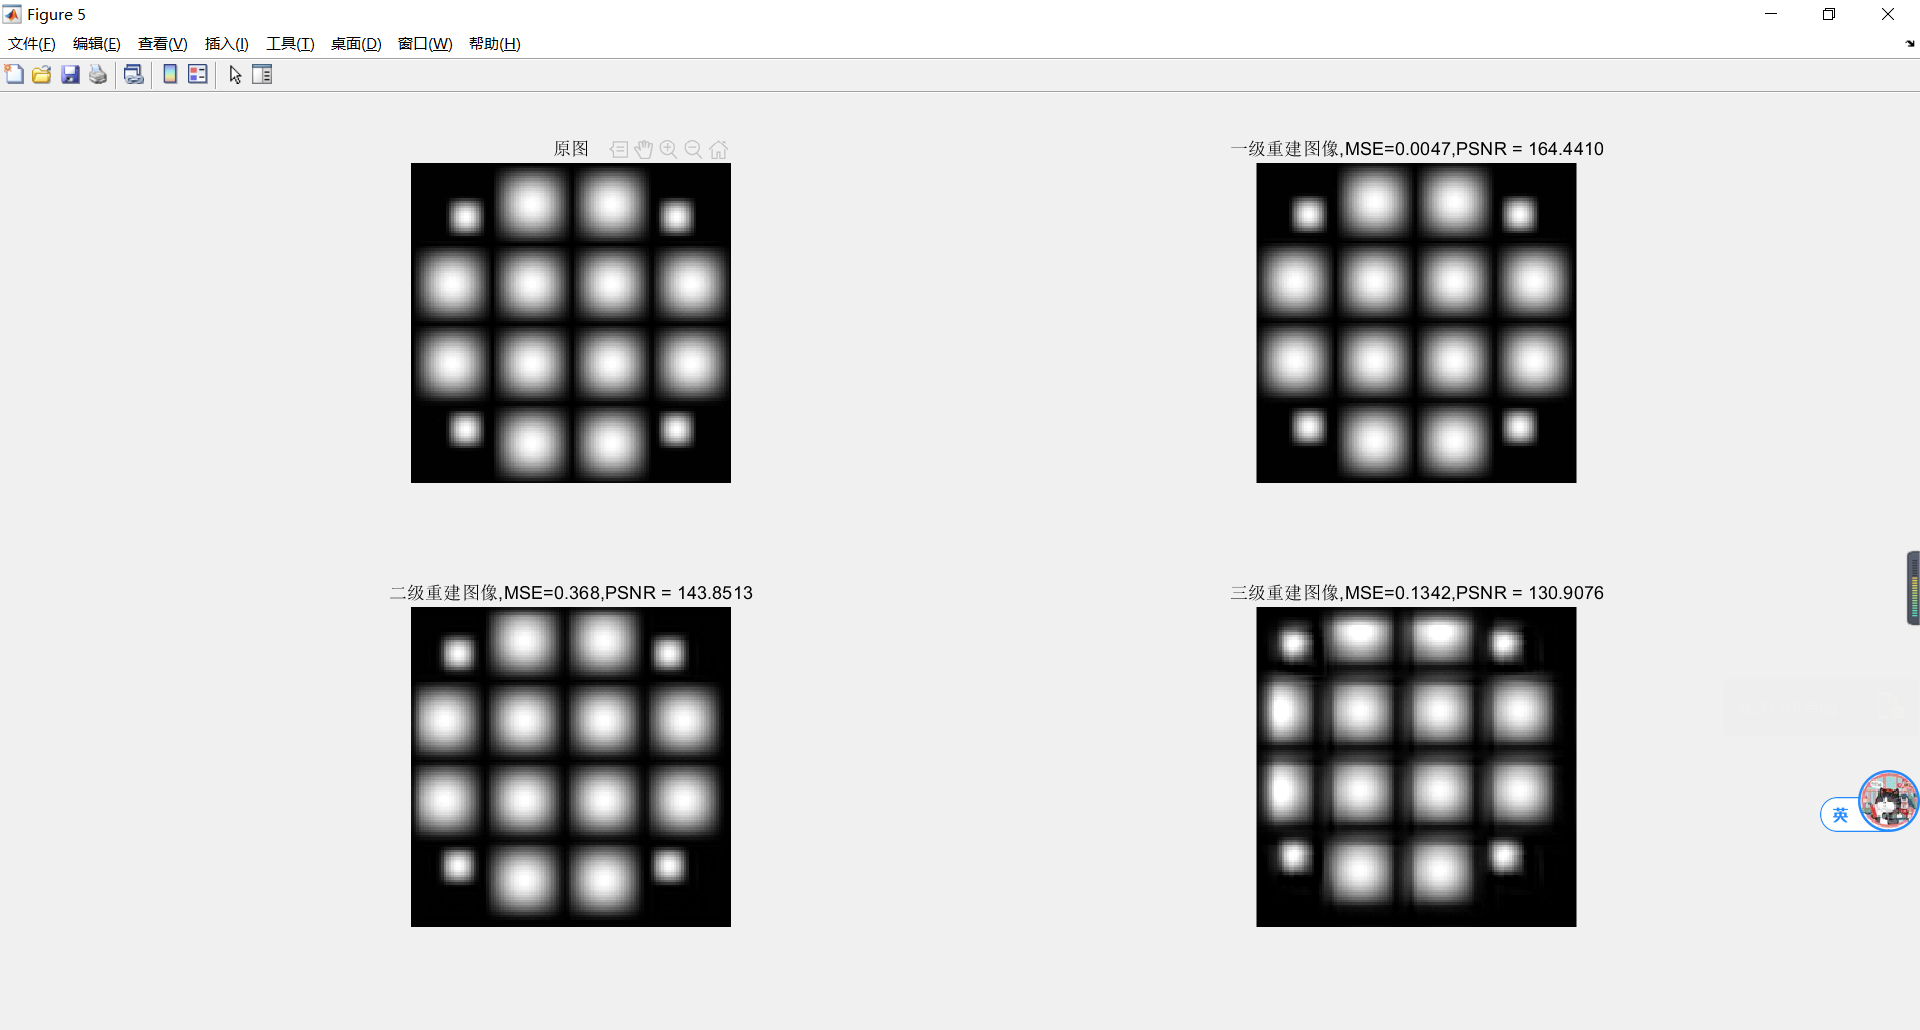 Figure 5
文件(F) 编辑(E) 查看(V) 插入(I) 工具(T) 桌面(D) 窗口(W) 帮助(H)
原图
一级重建图像,MSE=0.0047,PSNR = 164.4410
二级重建图像,MSE=0.368,PSNR = 143.8513
三级重建图像,MSE=0.1342,PSNR = 130.9076
英